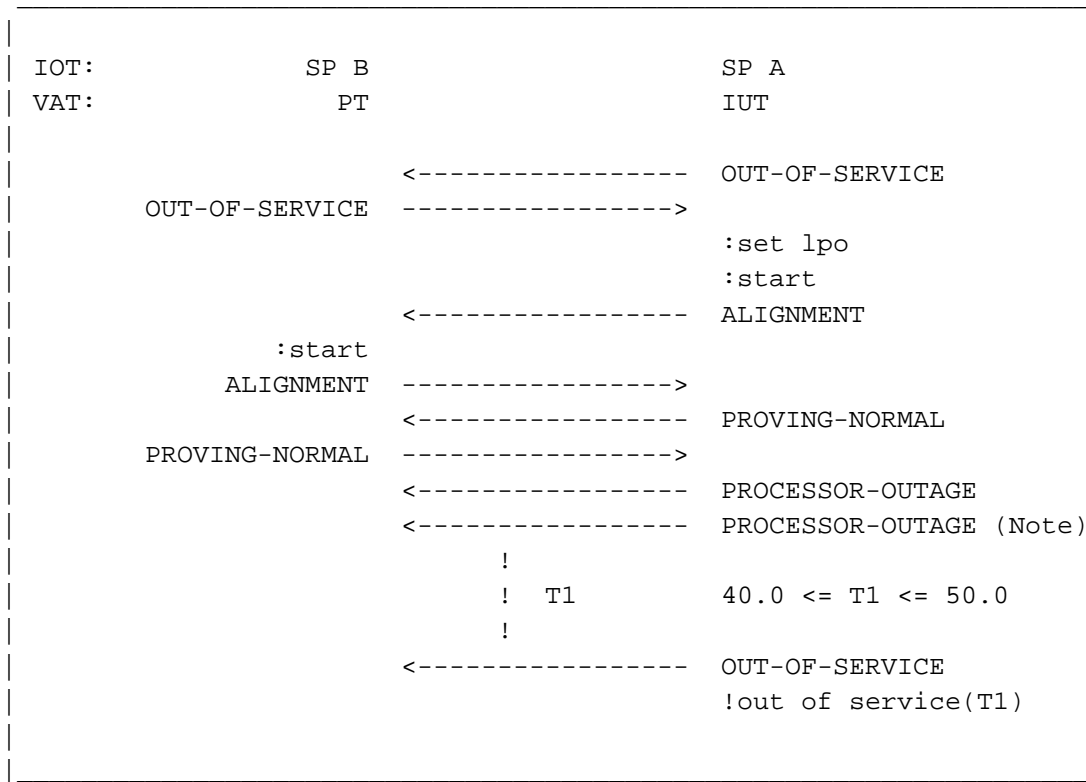 IOT: SP B SP A
VAT: PT IUT
<----------------- OUT-OF-SERVICE
OUT-OF-SERVICE ----------------->
:set lpo
:start
<----------------- ALIGNMENT
:start
ALIGNMENT ----------------->
<----------------- PROVING-NORMAL
PROVING-NORMAL ----------------->
<----------------- PROCESSOR-OUTAGE
<----------------- PROCESSOR-OUTAGE (Note)
!
! T1 40.0 <= T1 <= 50.0
!
<----------------- OUT-OF-SERVICE
!out of service(T1)